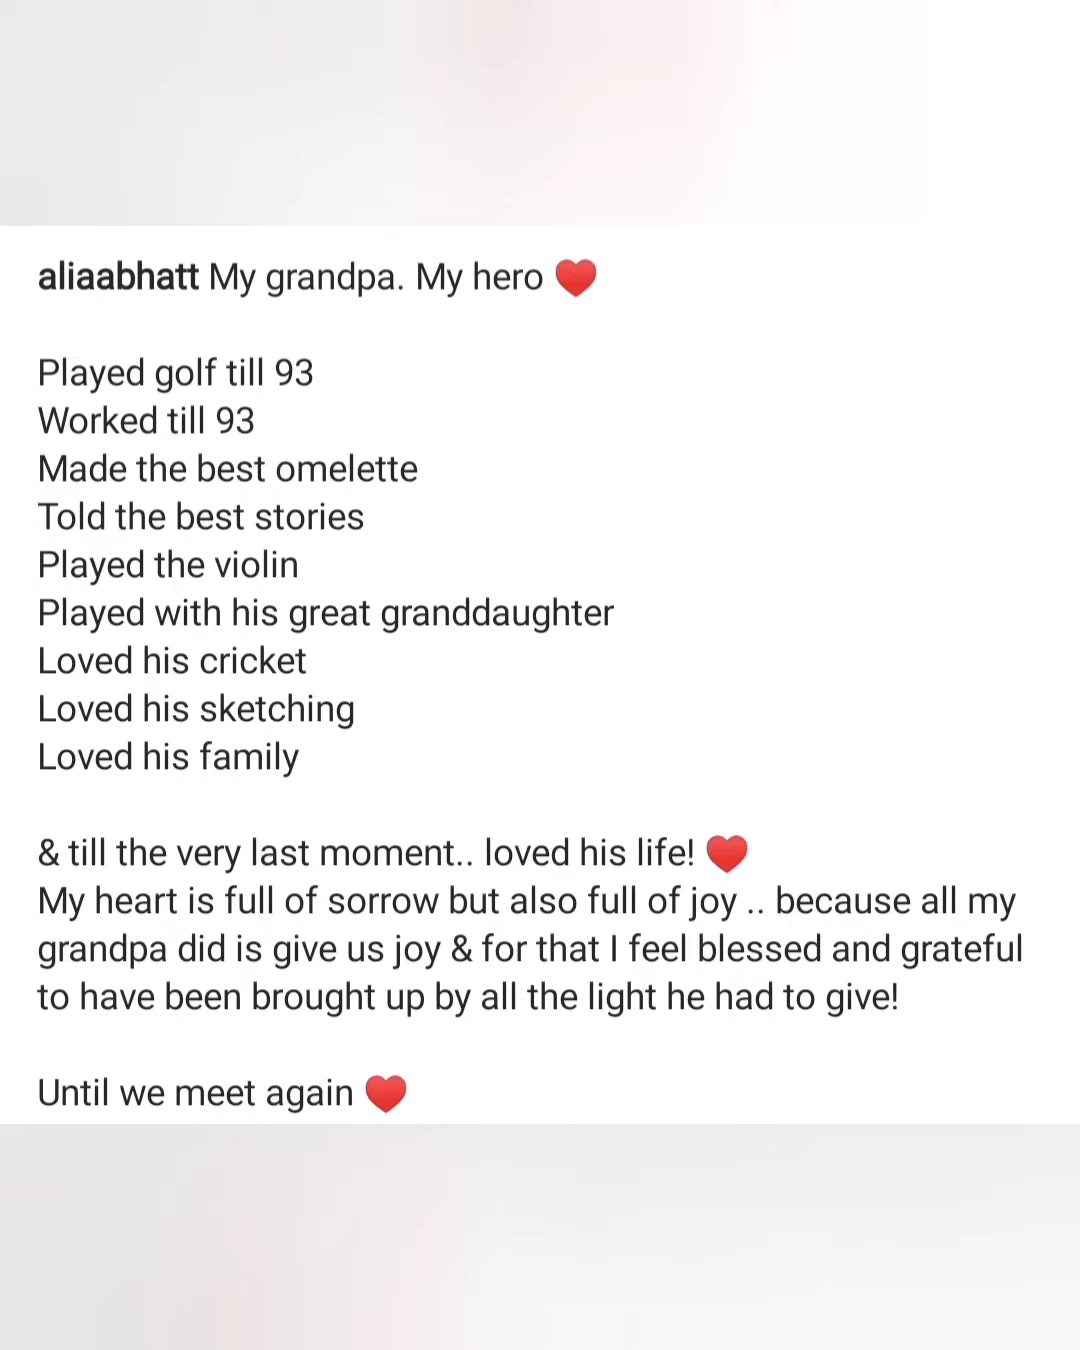 aliaabhatt My grandpa. My hero ♥️
Played golf till 93
Worked till 93
Made the best omelette
Told the best stories
Played the violin
Played with his great granddaughter
Loved his cricket
Loved his sketching
Loved his family
& till the very last moment.. loved his life! ♥️
My heart is full of sorrow but also full of joy .. because all my
grandpa did is give us joy & for that I feel blessed and grateful
to have been brought up by all the light he had to give!
Until we meet again ♥️